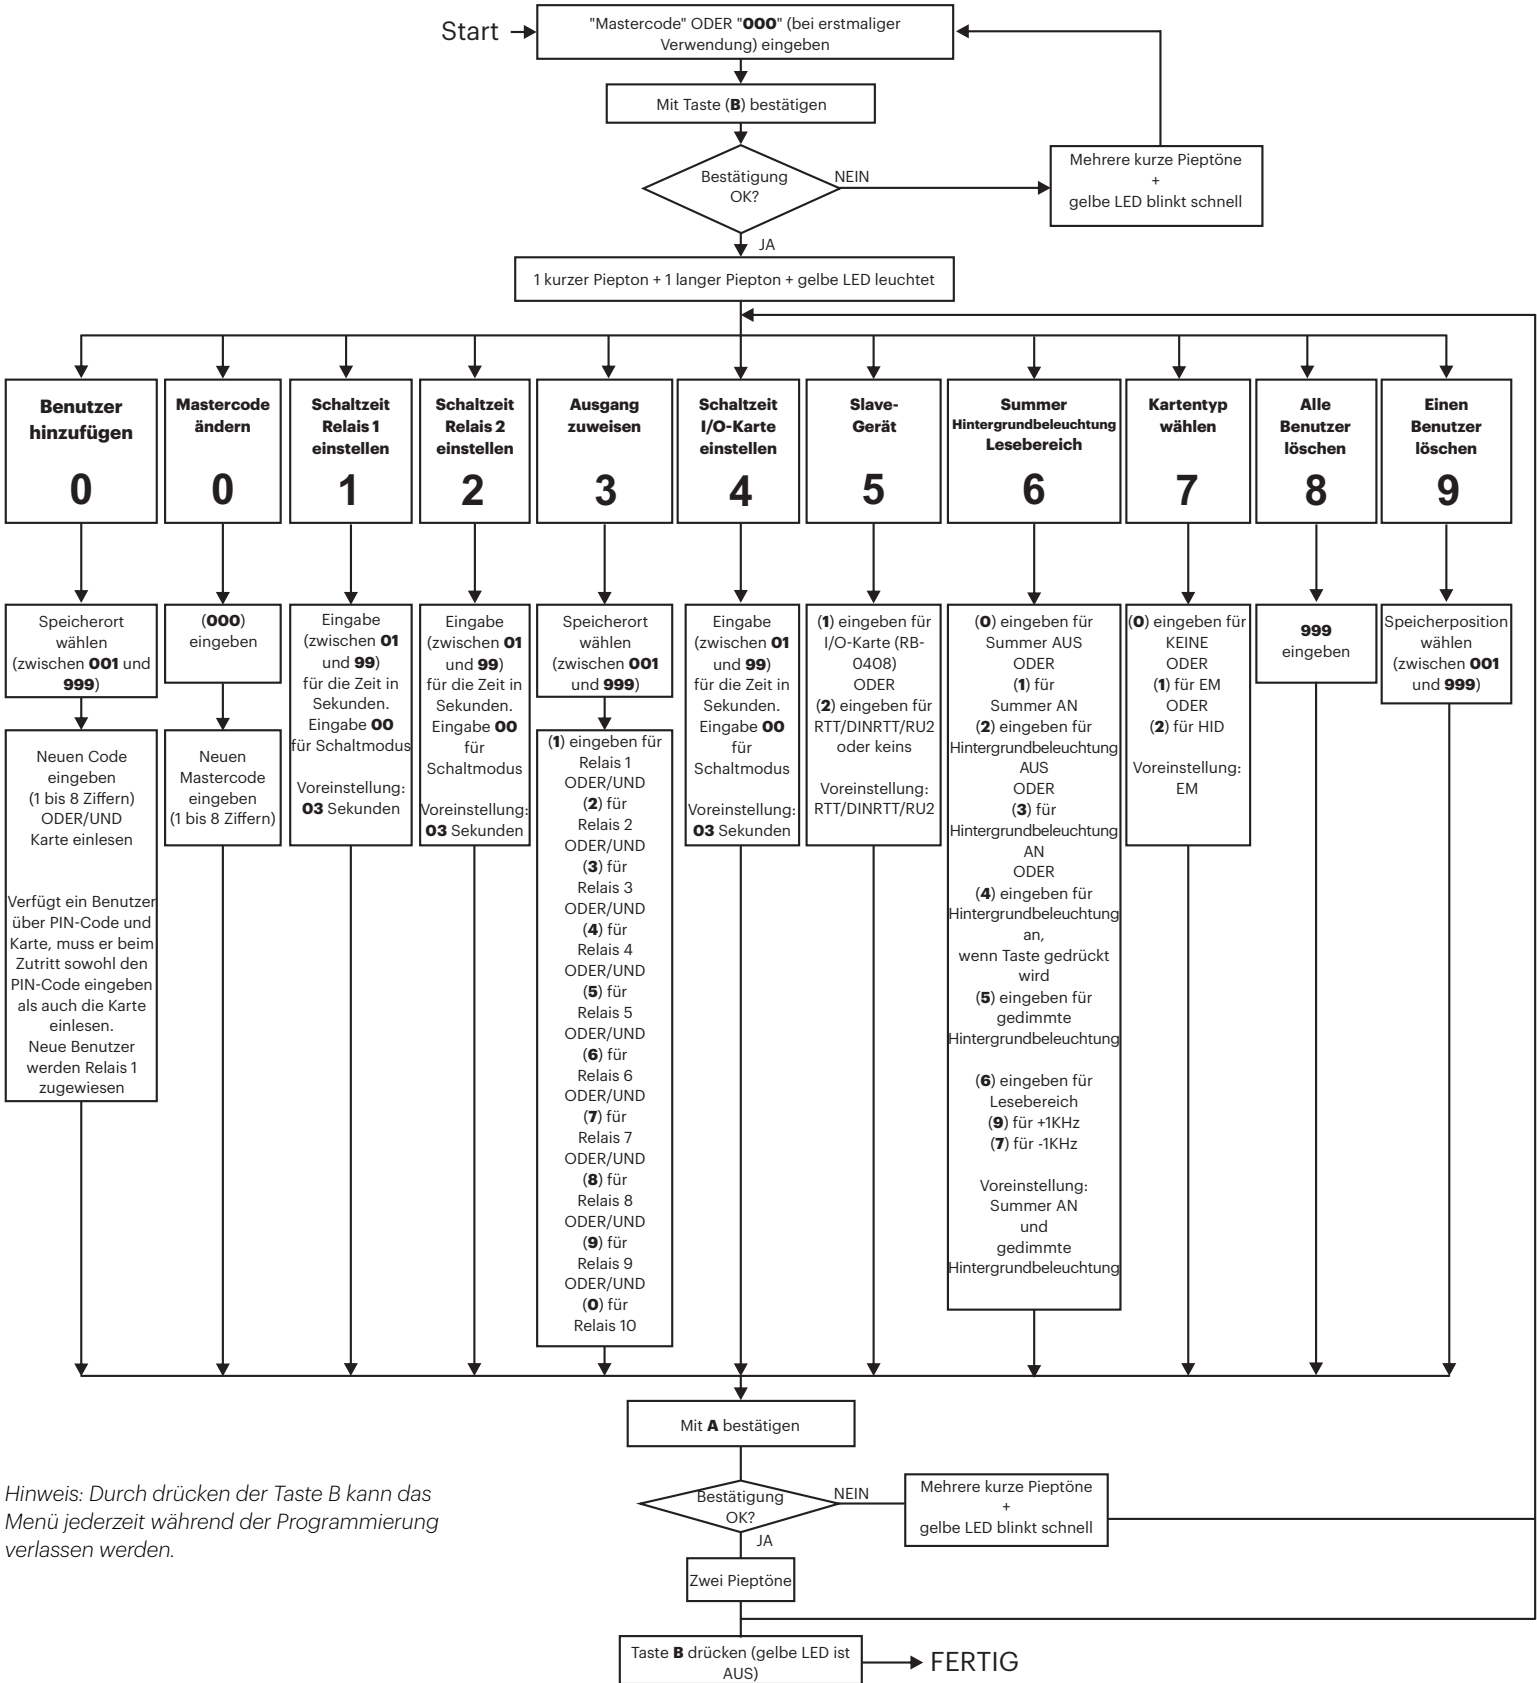 Start
"Mastercode" ODER "000" (bei erstmaliger
Verwendung) eingeben
Mit Taste (B) bestätigen
Bestätigung
OK?
NEIN
Mehrere kurze Pieptöne
+
gelbe LED blinkt schnell
JA
1 kurzer Piepton + 1 langer Piepton + gelbe LED leuchtet
Benutzer
hinzufügen
0
Mastercode
ändern
0
Schaltzeit
Relais 1
einstellen
1
Schaltzeit
Relais 2
einstellen
2
Ausgang
zuweisen
3
Schaltzeit
I/O-Karte
einstellen
4
Slave-
Gerät
5
Summer
Hintergrundbeleuchtung
Lesebereich
6
Kartentyp
wählen
7
Alle
Benutzer
löschen
8
Einen
Benutzer
löschen
9
Speicherort
wählen
(zwischen 001 und
999)
Neuen Code
eingeben
(1 bis 8 Ziffern)
ODER/UND
Karte einlesen
Verfügt ein Benutzer
über PIN-Code und
Karte, muss er beim
Zutritt sowohl den
PIN-Code eingeben
als auch die Karte
einlesen.
Neue Benutzer
werden Relais 1
zugewiesen
(000)
eingeben
Neuen
Mastercode
eingeben
(1 bis 8 Ziffern)
Eingabe
(zwischen 01
und 99)
für die Zeit in
Sekunden.
Eingabe 00
für Schaltmodus
Voreinstellung:
03 Sekunden
Eingabe
(zwischen 01
und 99)
für die Zeit in
Sekunden.
Eingabe 00
für
Schaltmodus
Voreinstellung:
03 Sekunden
Speicherort
wählen
(zwischen 001
und 999)
(1) eingeben für
Relais 1
ODER/UND
(2) für
Relais 2
ODER/UND
(3) für
Relais 3
ODER/UND
(4) für
Relais 4
ODER/UND
(5) für
Relais 5
ODER/UND
(6) für
Relais 6
ODER/UND
(7) für
Relais 7
ODER/UND
(8) für
Relais 8
ODER/UND
(9) für
Relais 9
ODER/UND
(0) für
Relais 10
Eingabe
(zwischen 01
und 99)
für die Zeit in
Sekunden.
Eingabe 00
für
Schaltmodus
Voreinstellung:
03 Sekunden
(1) eingeben für
I/O-Karte (RB-
0408)
ODER
(2) eingeben für
RTT/DINRTT/RU2
oder keins
Voreinstellung:
RTT/DINRTT/RU2
(0) eingeben für
Summer AUS
ODER
(1) für
Summer AN
(2) eingeben für
Hintergrundbeleuchtung
AUS
ODER
(3) für
Hintergrundbeleuchtung
AN
ODER
(4) eingeben für
Hintergrundbeleuchtung
an,
wenn Taste gedrückt
wird
(5) eingeben für
gedimmte
Hintergrundbeleuchtung
(6) eingeben für
Lesebereich
(9) für +1KHz
(7) für -1KHz
Voreinstellung:
Summer AN
und
gedimmte
Hintergrundbeleuchtung
(0) eingeben für
KEINE
ODER
(1) für EM
ODER
(2) für HID
Voreinstellung:
EM
999
eingeben
Speicherposition
wählen
(zwischen 001
und 999)
Mit A bestätigen
Bestätigung
OK?
NEIN
Mehrere kurze Pieptöne
+
gelbe LED blinkt schnell
JA
Zwei Pieptöne
Taste B drücken (gelbe LED ist
AUS)
FERTIG
Hinweis: Durch drücken der Taste B kann das
Menü jederzeit während der Programmierung
verlassen werden.